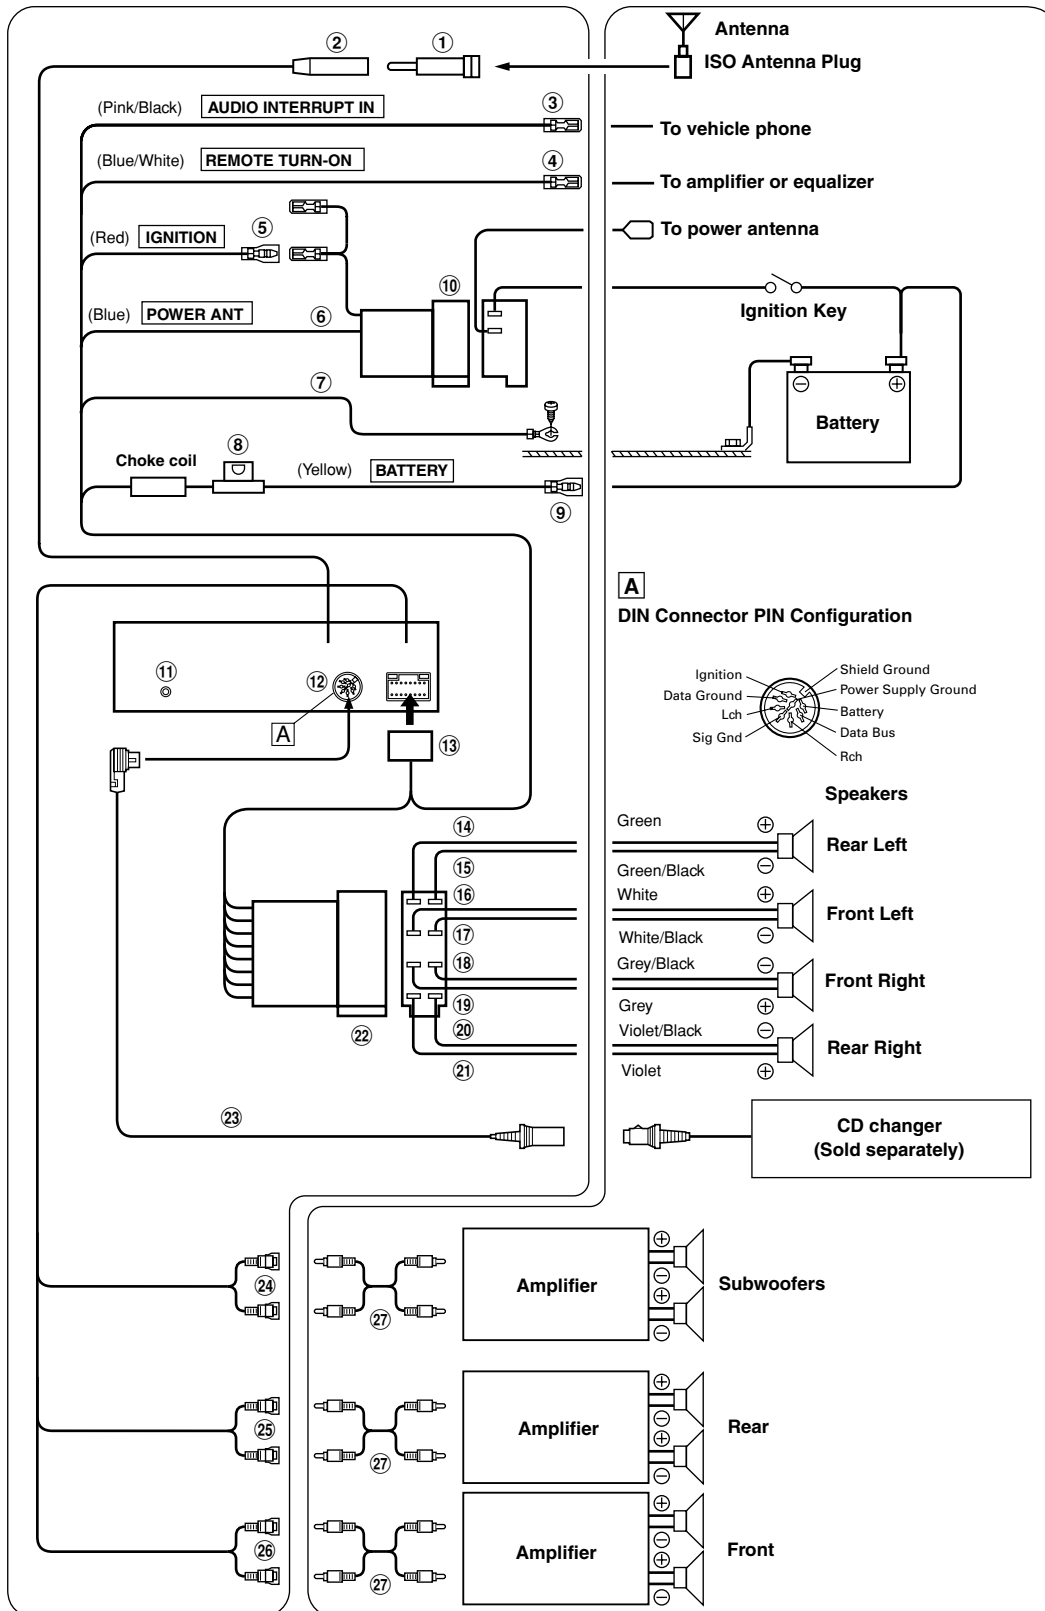 Antenna
② ① ISO Antenna Plug
(Pink/Black) AUDIO INTERRUPT IN ③ To vehicle phone
(Blue/White) REMOTE TURN-ON ④ To amplifier or equalizer
(Red) IGNITION ⑤ To power antenna
(Blue) POWER ANT ⑥ ⑩ Ignition Key
⑦
⊖ ⊕
Battery
Choke coil ⑧ (Yellow) BATTERY
⑨
A
DIN Connector PIN Configuration
Ignition Shield Ground
Data Ground Power Supply Ground
Lch Battery
Sig Gnd Data Bus
Rch
⑪ ⑫
A
⑬
Speakers
⑭ Green ⊕
Rear Left
⑮ Green/Black ⊖
⑯ White ⊕
Front Left
⑰ White/Black ⊖
⑱ Grey/Black ⊖
Front Right
⑲ Grey ⊕
⑳ Violet/Black ⊖
㉒ Rear Right
㉑ Violet ⊕
㉓
CD changer
(Sold separately)
⊕
㉔ Amplifier ⊖ Subwoofers
⊕
㉗ ⊖
⊕
㉕ Amplifier ⊖ Rear
⊕
㉗ ⊖
⊕
㉖ Amplifier ⊖ Front
⊕
㉗ ⊖